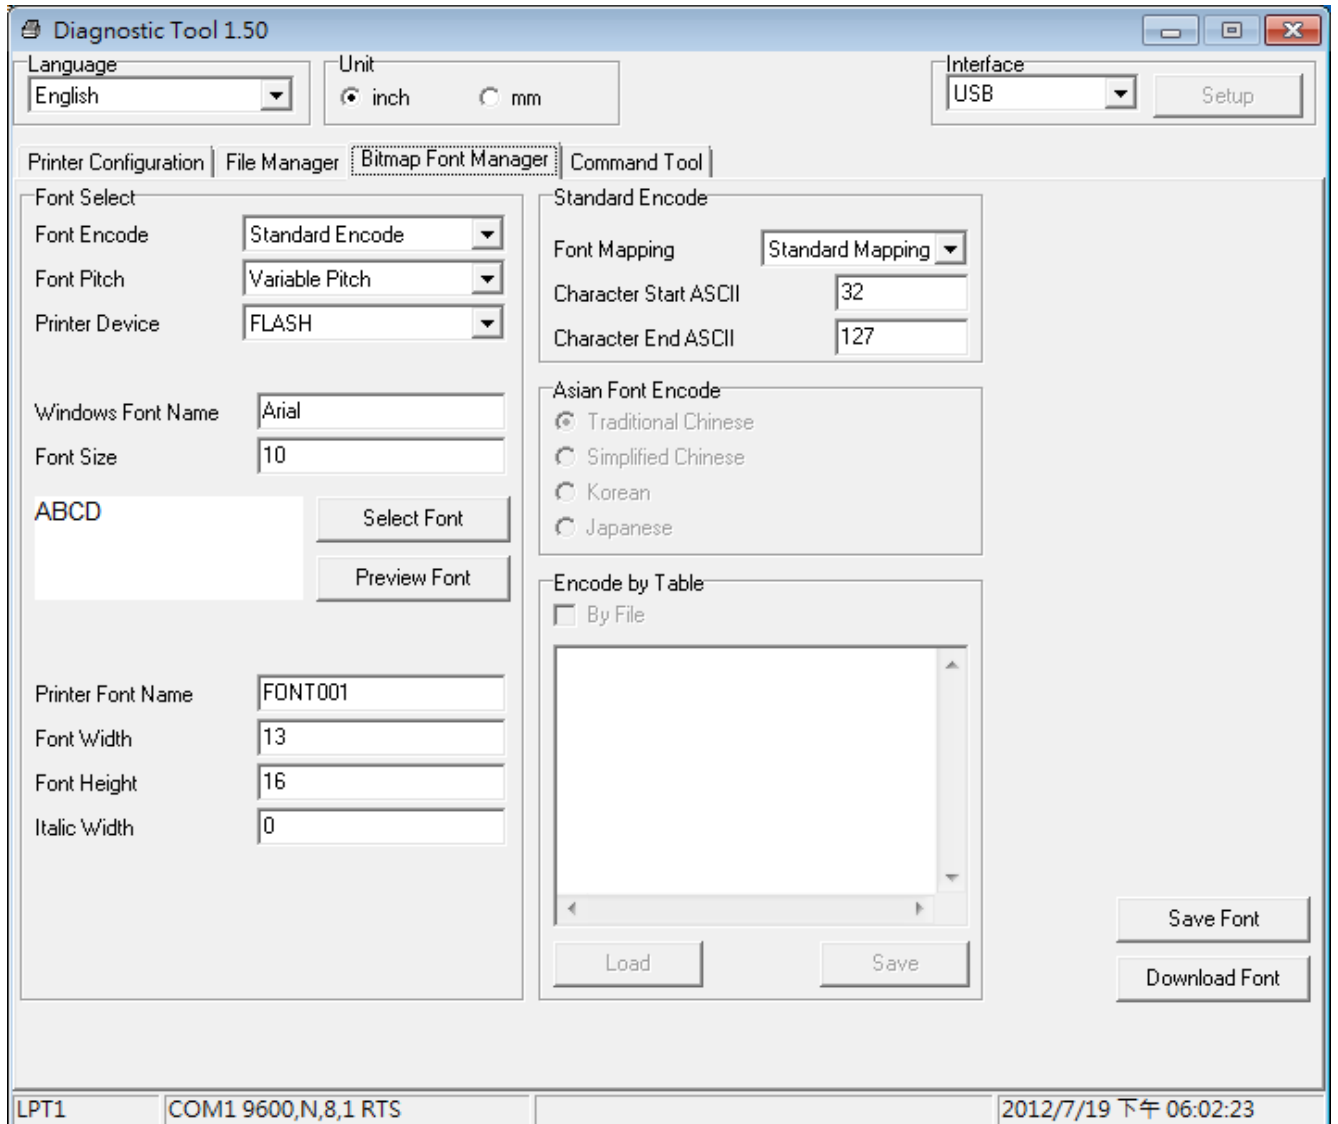 Diagnostic Tool 1.50
Language
English
Unit
inch
mm
Interface
USB
Setup
Printer Configuration
File Manager
Bitmap Font Manager
Command Tool
Font Select
Font Encode
Standard Encode
Font Pitch
Variable Pitch
Printer Device
FLASH
Windows Font Name
Arial
Font Size
10
ABCD
Select Font
Preview Font
Printer Font Name
FONT001
Font Width
13
Font Height
16
Italic Width
0
Standard Encode
Font Mapping
Standard Mapping
Character Start ASCII
32
Character End ASCII
127
Asian Font Encode
Traditional Chinese
Simplified Chinese
Korean
Japanese
Encode by Table
By File
Load
Save
Save Font
Download Font
LPT1
COM1 9600,N,8,1 RTS
2012/7/19 下午 06:02:23